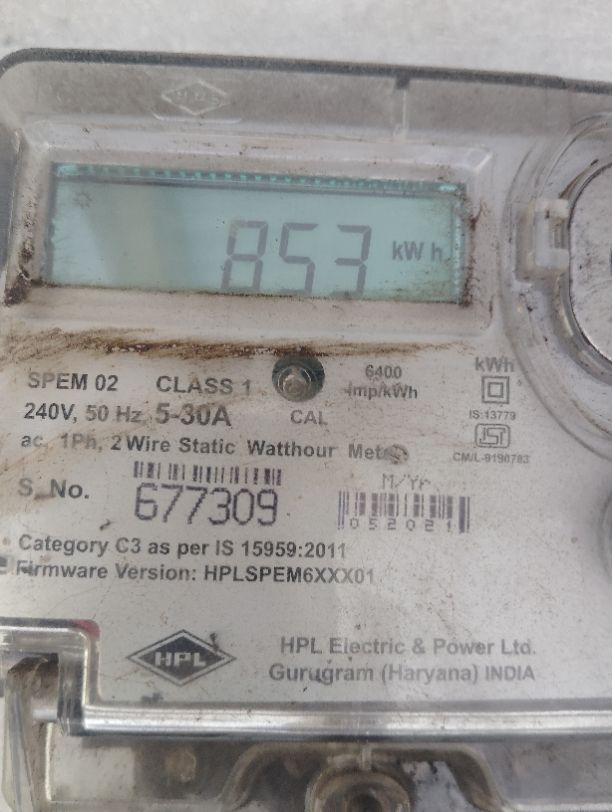 853 kWh
SPEM 02 CLASS 1 6400 imp/kWh kWh
240V, 50 Hz, 5-30A CAL IS:13779
ac, 1Ph, 2 Wire Static Watthour Meter CM/L-9190783
S. No. 677309 M/Yr 052021
Category C3 as per IS 15959:2011
Firmware Version: HPLSPEM6XXX01
HPL HPL Electric & Power Ltd.
Gurugram (Haryana) INDIA